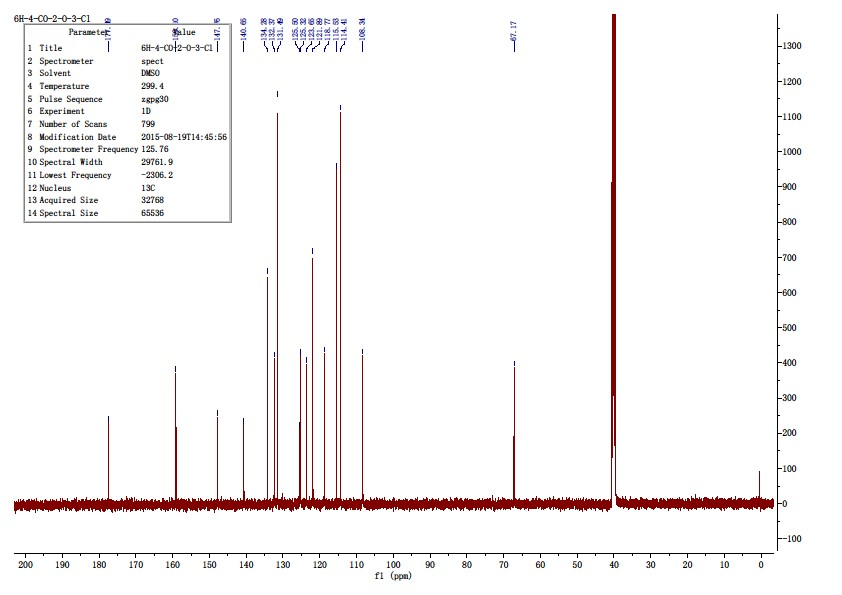 6H-4-CO-2-O-3-Cl
140.65
134.28
132.37
131.49
125.50
125.32
123.65
121.89
118.77
115.53
114.41
108.34
67.17
Parameter Value
1 Title 6H-4-CO-2-O-3-Cl
2 Spectrometer spect
3 Solvent DMSO
4 Temperature 299.4
5 Pulse Sequence zgpg30
6 Experiment 1D
7 Number of Scans 799
8 Modification Date 2015-08-19T14:45:56
9 Spectrometer Frequency 125.76
10 Spectral Width 29761.9
11 Lowest Frequency -2306.2
12 Nucleus 13C
13 Acquired Size 32768
14 Spectral Size 65536
1300
1200
1100
1000
900
800
700
600
500
400
300
200
100
0
-100
200 190 180 170 160 150 140 130 120 110 100 90 80 70 60 50 40 30 20 10 0
f1 (ppm)